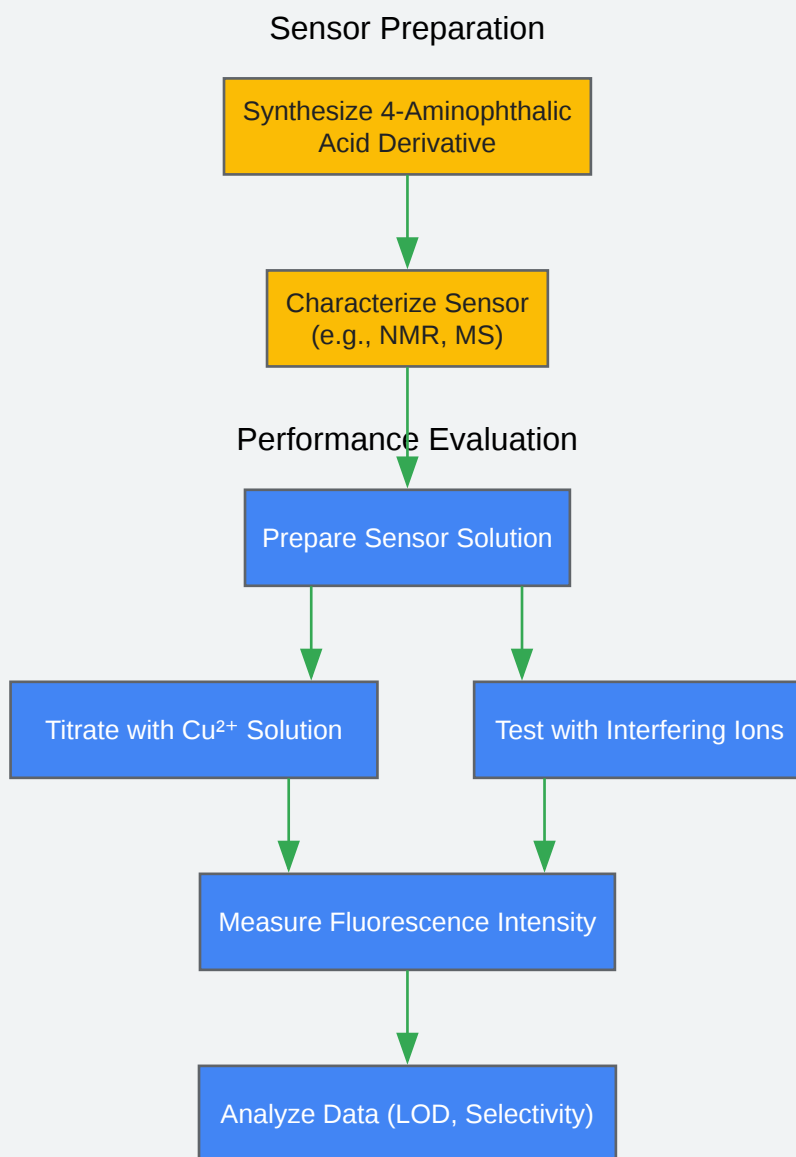 Sensor Preparation
Synthesize 4-Aminophthalic
Acid Derivative
Characterize Sensor
(e.g., NMR, MS)
Performance Evaluation
Prepare Sensor Solution
Titrate with Cu²⁺ Solution
Test with Interfering Ions
Measure Fluorescence Intensity
Analyze Data (LOD, Selectivity)